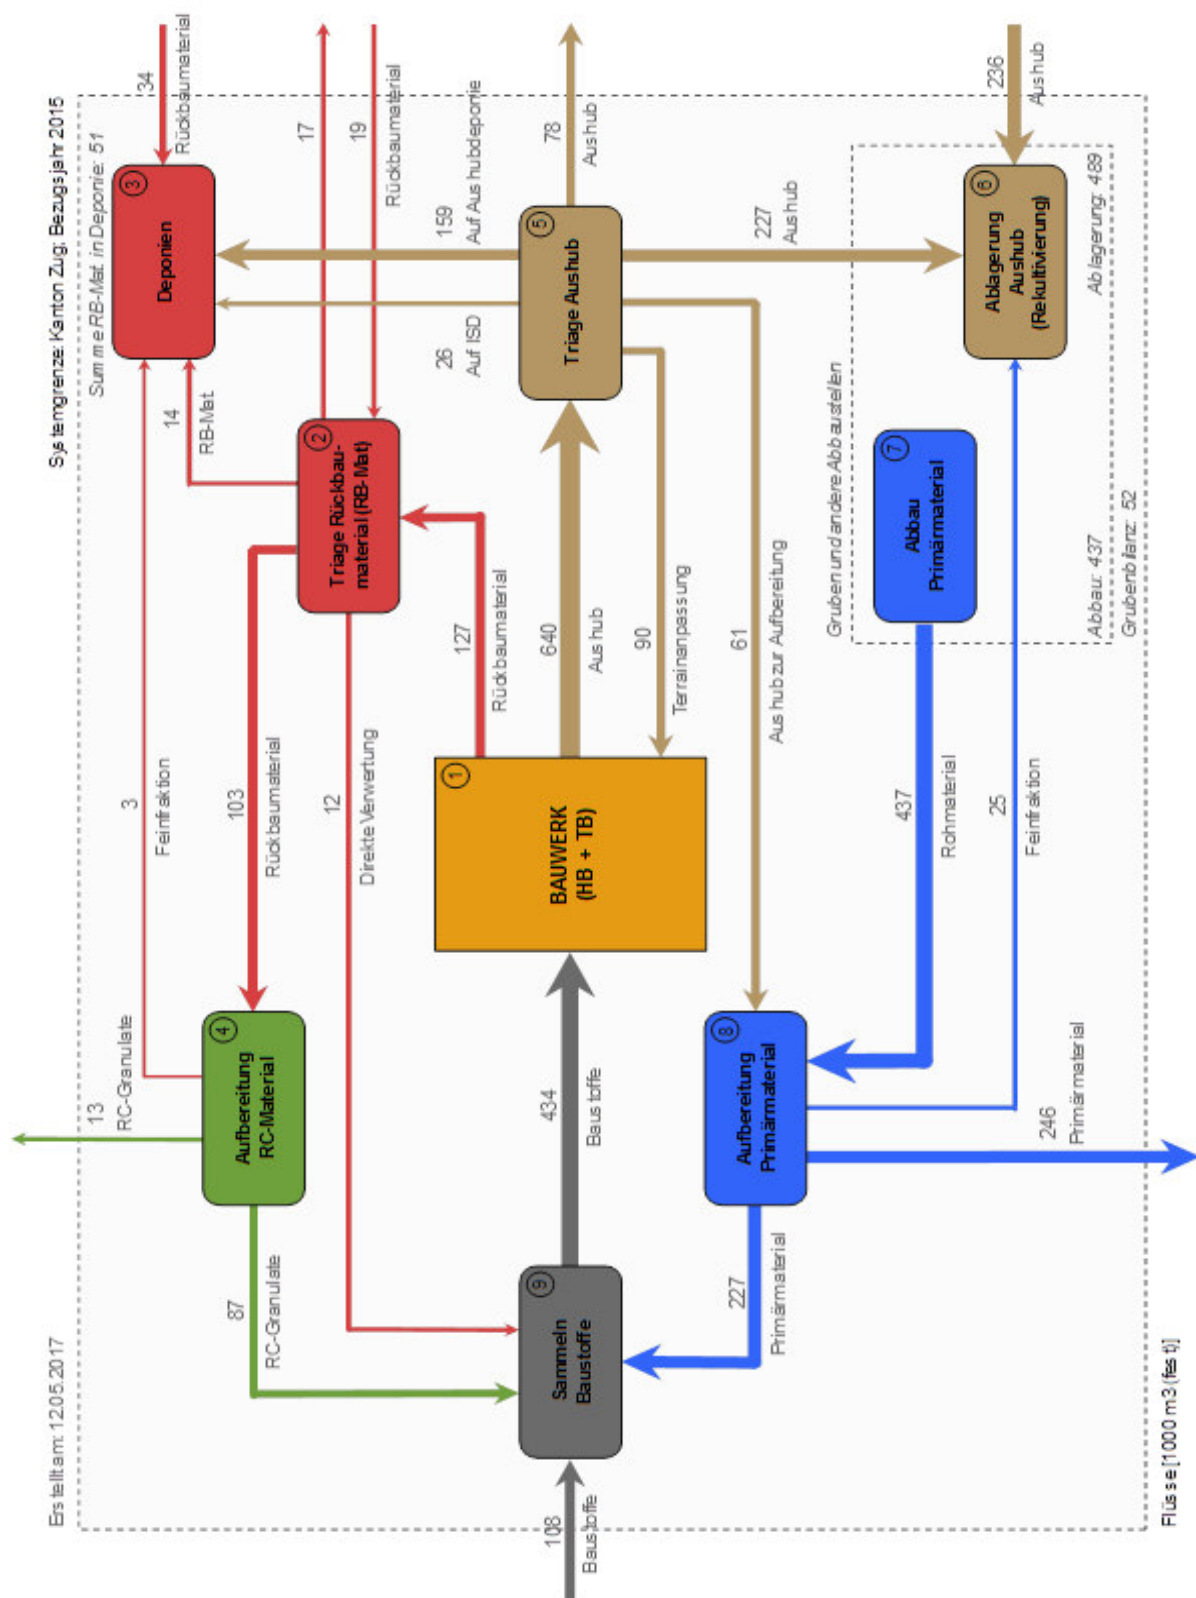 Erstellt am: 12.05.2017
Systemgrenze: Kanton Zug; Bezugsjahr 2015
Summe RB-Mat. in Deponie: 51
13
RC-Granulate
3
Feinfraktion
14
RB-Mat.
34
Rückbaumaterial
3
Deponien
4
Aufbereitung
RC-Material
103
Rückbaumaterial
2
Triage Rückbau-
material (RB-Mat)
17
19
Rückbaumaterial
87
RC-Granulate
12
Direkte Verwertung
127
Rückbaumaterial
26
Auf ISD
159
Auf Aushubdeponie
108
Baustoffe
9
Sammeln
Baustoffe
434
Baustoffe
1
BAUWERK
(HB + TB)
640
Aushub
5
Triage Aushub
78
Aushub
90
Terrainanpassung
61
Aushub zur Aufbereitung
227
Aushub
227
Primärmaterial
8
Aufbereitung
Primärmaterial
Gruben und andere Abbaustellen
437
Rohmaterial
7
Abbau
Primärmaterial
6
Ablagerung
Aushub
(Rekultivierung)
236
Aushub
25
Feinfraktion
246
Primärmaterial
Abbau: 437
Ablagerung: 489
Grubenbilanz: 52
Flüsse [1000 m3 (fest)]